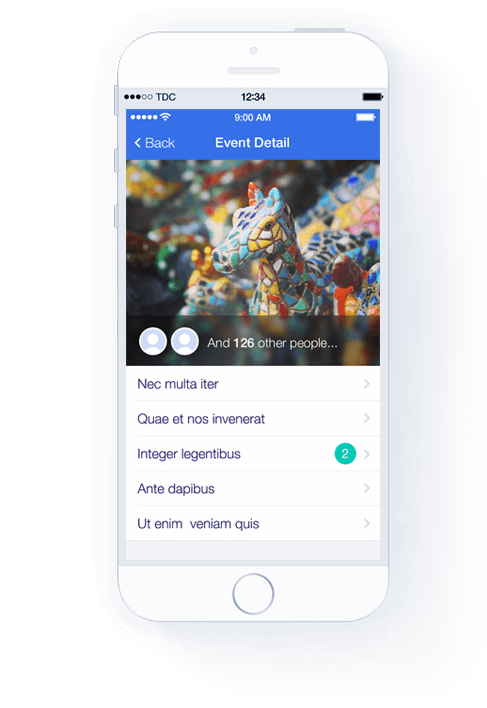 TDC 12:34
9:00 AM
Back Event Detail
And 126 other people...
Nec multa iter
Quae et nos invenerat
Integer legentibus 2
Ante dapibus
Ut enim veniam quis